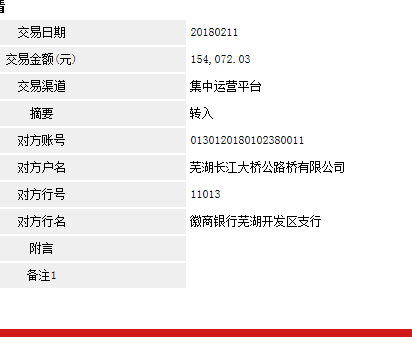 情
交易日期 20180211
交易金额(元) 154,072.03
交易渠道 集中运营平台
摘要 转入
对方账号 0130120180102380011
对方户名 芜湖长江大桥公路桥有限公司
对方行号 11013
对方行名 徽商银行芜湖开发区支行
附言
备注1